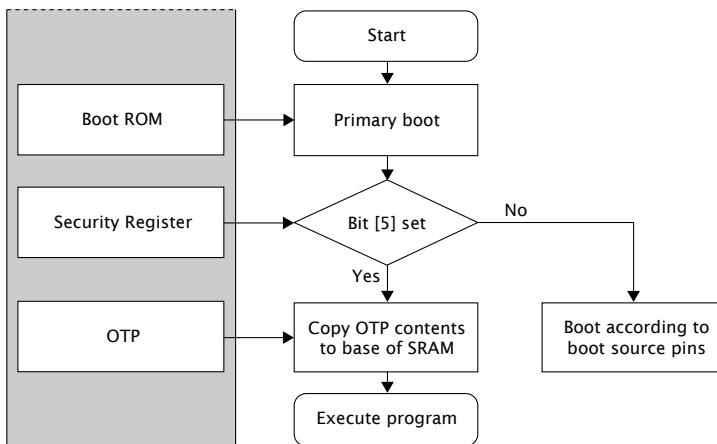 Start
Boot ROM
Primary boot
Security Register
Bit [5] set
No
Yes
OTP
Copy OTP contents
to base of SRAM
Boot according to
boot source pins
Execute program